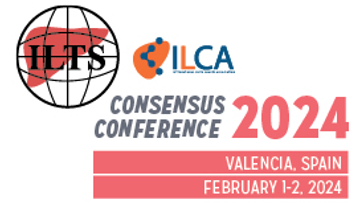 ILTS
ILCA
CONSENSUS
CONFERENCE
2024
VALENCIA, SPAIN
FEBRUARY 1-2, 2024